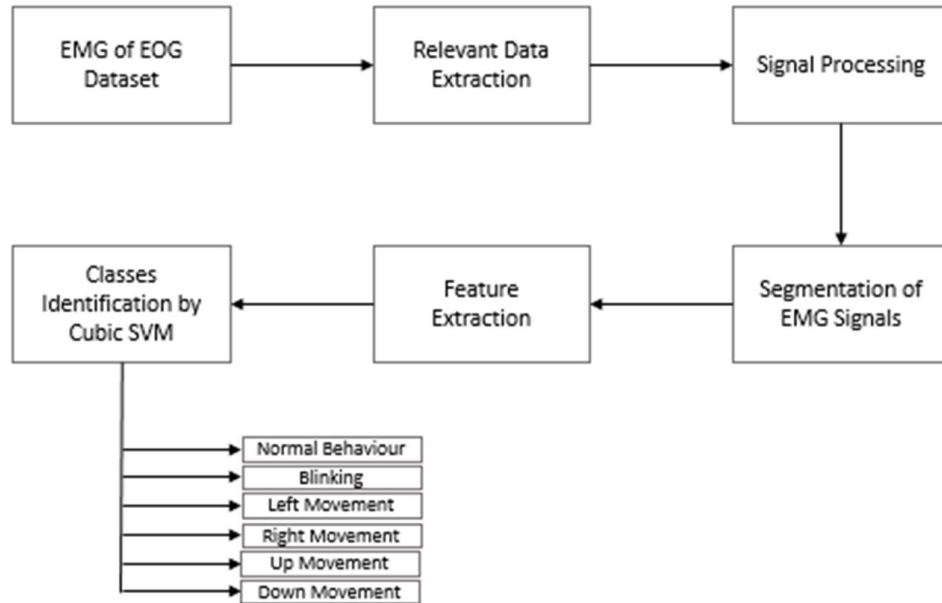 EMG of EOG
Dataset
Relevant Data
Extraction
Signal Processing
Segmentation of
EMG Signals
Feature
Extraction
Classes
Identification by
Cubic SVM
Normal Behaviour
Blinking
Left Movement
Right Movement
Up Movement
Down Movement